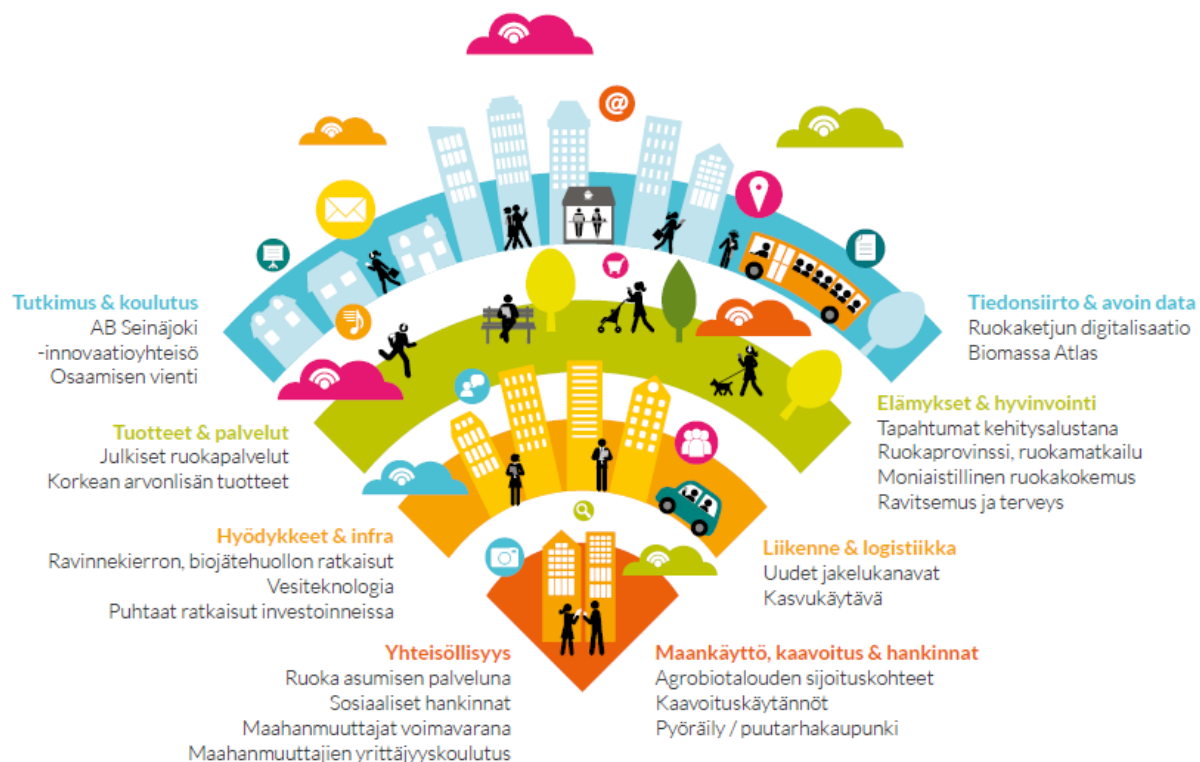 @
Tutkimus & koulutus
AB Seinäjoki
-innovaatioyhteisö
Osaamisen vienti
Tiedonsiirto & avoin data
Ruokaketjun digitalisaatio
Biomassa Atlas
Tuotteet & palvelut
Julkiset ruokapalvelut
Korkean arvonlisän tuotteet
Elämykset & hyvinvointi
Tapahtumat kehitysalustana
Ruokaprovinssi, ruokamatkailu
Moniaistillinen ruokakokemus
Ravitsemus ja terveys
Hyödykkeet & infra
Ravinnekierron, biojätehuollon ratkaisut
Vesiteknologia
Puhtaat ratkaisut investoinneissa
Liikenne & logistiikka
Uudet jakelukanavat
Kasvukäytävä
Yhteisöllisyys
Ruoka asumisen palveluna
Sosiaaliset hankinnat
Maahanmuuttajat voimavarana
Maahanmuuttajien yrittäjyyskoulutus
Maankäyttö, kaavoitus & hankinnat
Agrobiotalouden sijoituskohteet
Kaavoituskäytännöt
Pyöräily / puutarhakaupunki